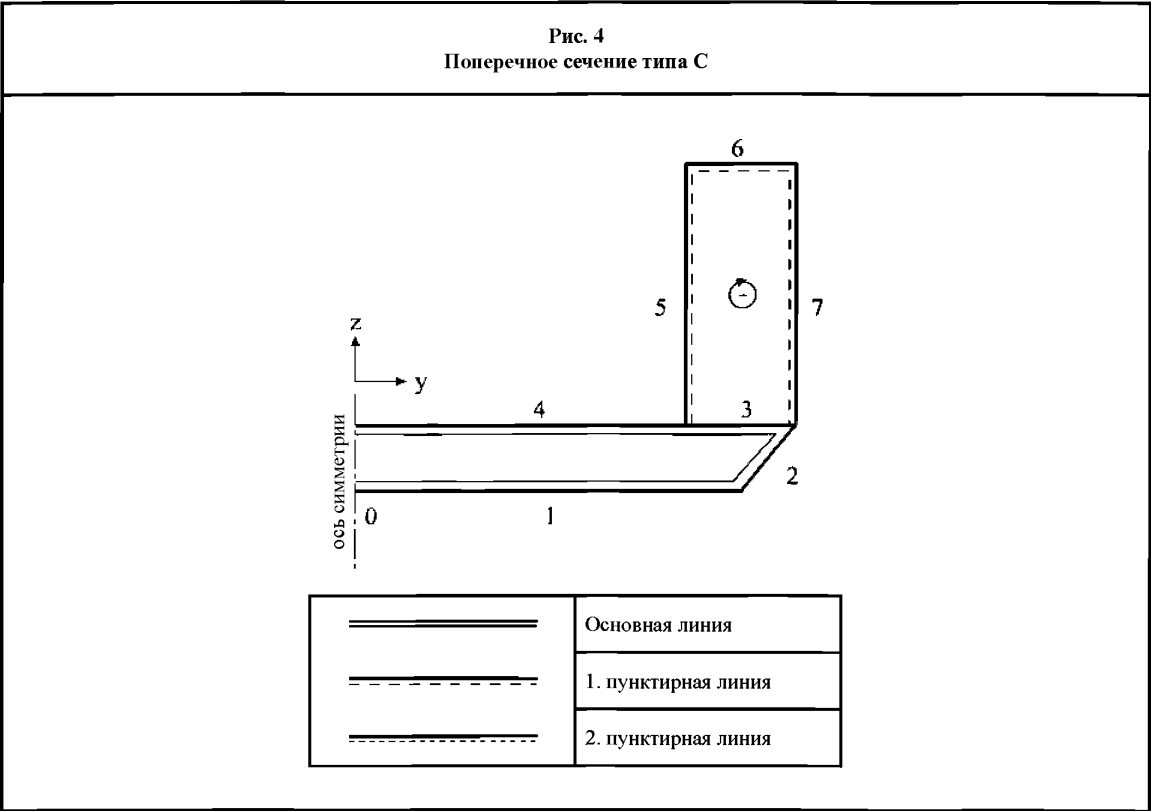 Рис. 4
Поперечное сечение типа С
6
5
7
z
y
4
3
2
ось симметрии
0
1
Основная линия
1. пунктирная линия
2. пунктирная линия